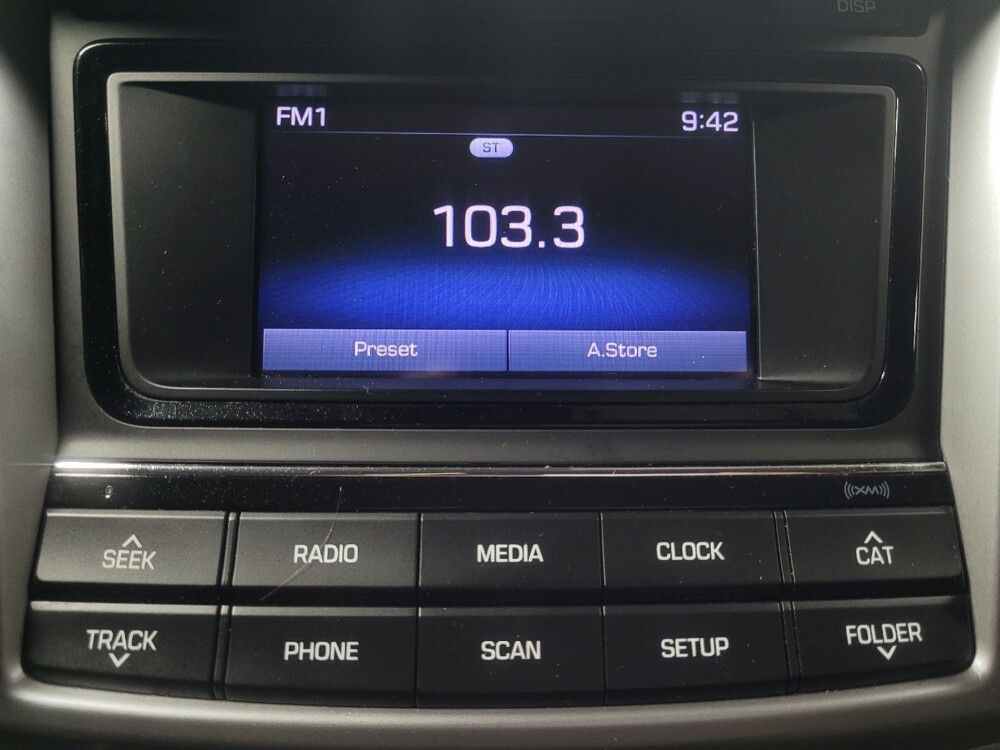 DISP
FM1 9:42
ST
103.3
Preset A.Store
((XM))
SEEK RADIO MEDIA CLOCK CAT
TRACK PHONE SCAN SETUP FOLDER